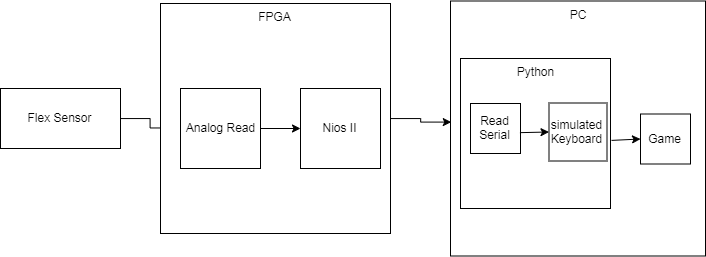 FPGA
PC
Python
Flex Sensor
Analog Read
Nios II
Read
Serial
simulated
Keyboard
Game